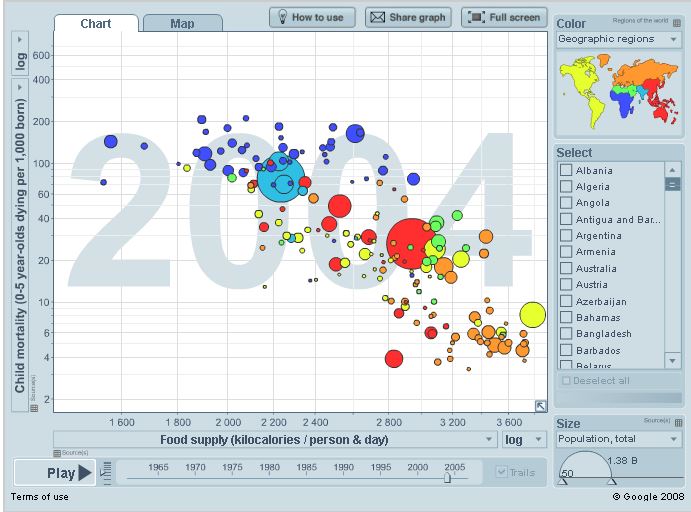 Chart
Map
How to use
Share graph
Full screen
Color
Regions of the world
Geographic regions
log
Child mortality (0-5 year-olds dying per 1,000 born)
Source(s)
600
400
200
100
60
40
20
10
6
4
2
2004
1 600
1 800
2 000
2 200
2 400
2 800
3 200
3 600
Food supply (kilocalories / person & day)
log
Source(s)
Select
Albania
Algeria
Angola
Antigua and Bar...
Argentina
Armenia
Australia
Austria
Azerbaijan
Bahamas
Bangladesh
Barbados
Belarus
Deselect all
Size
Source(s)
Population, total
1.38 B
50
Play
1965
1970
1975
1980
1985
1990
1995
2000
2005
Trails
Terms of use
© Google 2008